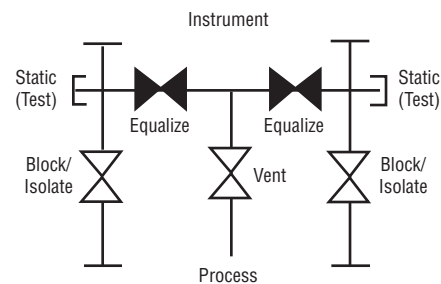 Instrument
Static
(Test)
Static
(Test)
Equalize
Equalize
Block/
Isolate
Vent
Block/
Isolate
Process